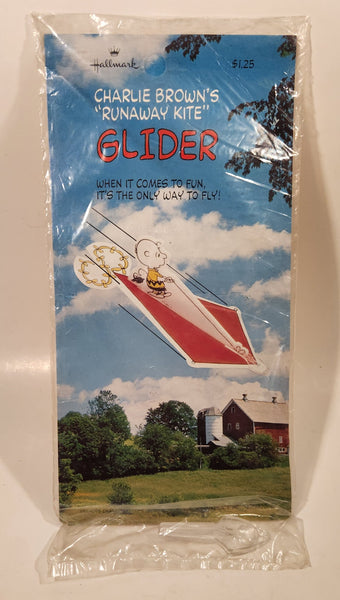 Hallmark
$1.25
CHARLIE BROWN'S
"RUNAWAY KITE"
GLIDER
WHEN IT COMES TO FUN,
IT'S THE ONLY WAY TO FLY!